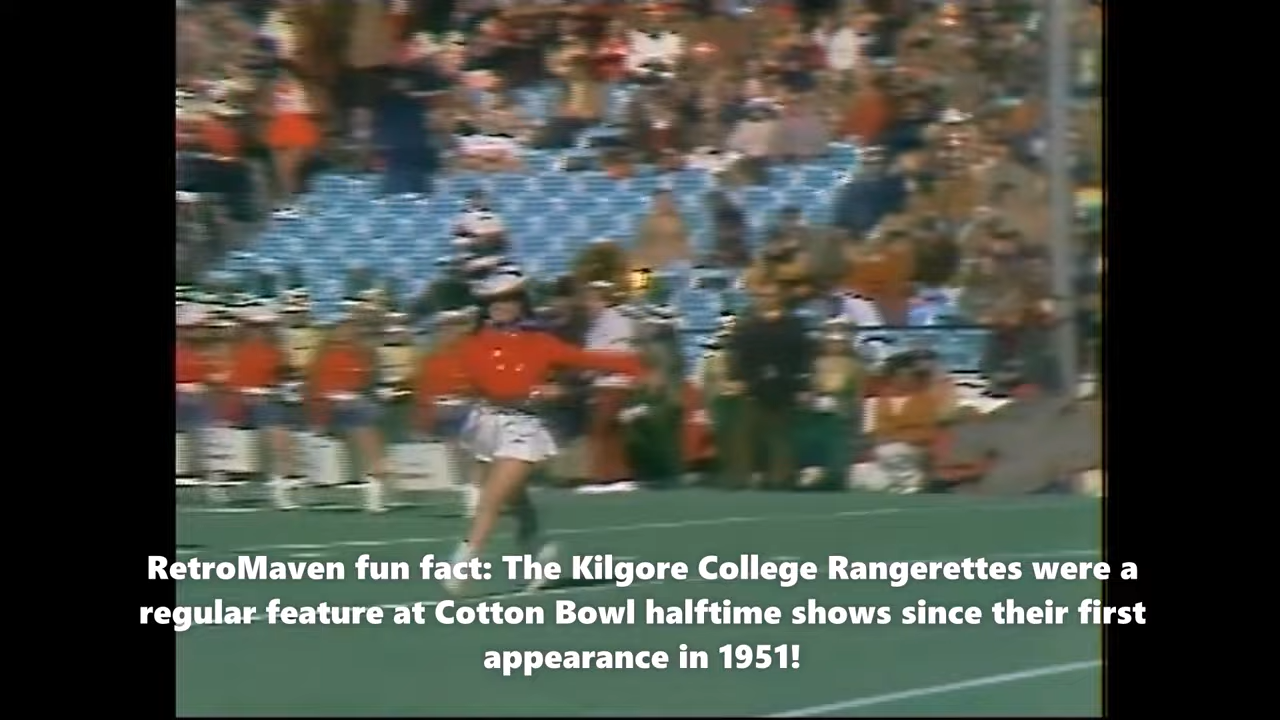 RetroMaven fun fact: The Kilgore College Rangerettes were a
regular feature at Cotton Bowl halftime shows since their first
appearance in 1951!